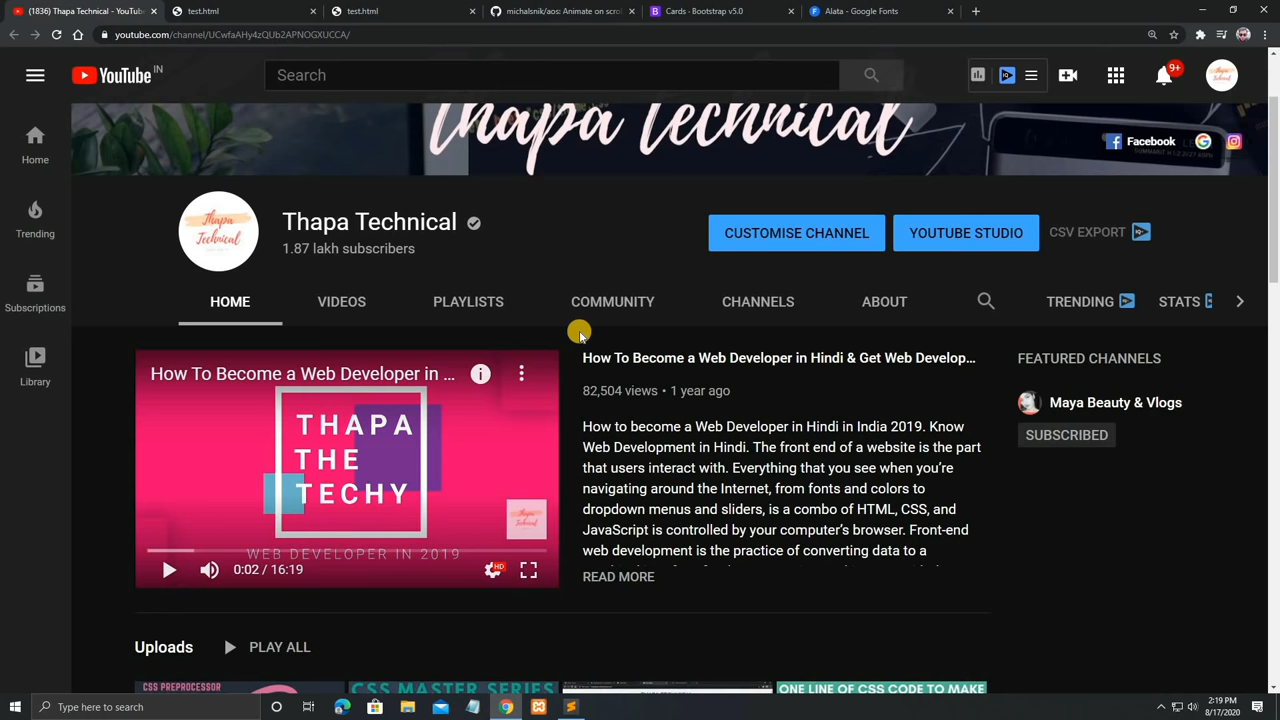 (1836) Thapa Technical - YouTube
test.html
test.html
michalsnik/aos: Animate on scrol
Cards · Bootstrap v5.0
Alata - Google Fonts
youtube.com/channel/UCwfaAHy4zQUb2APNOGXUCCA/
YouTube IN
Search
9+
thapa technical
Facebook
Thapa Technical
Thapa Technical
1.87 lakh subscribers
CUSTOMISE CHANNEL
YOUTUBE STUDIO
CSV EXPORT
Home
Trending
Subscriptions
Library
HOME
VIDEOS
PLAYLISTS
COMMUNITY
CHANNELS
ABOUT
TRENDING
STATS
How To Become a Web Developer in ...
THAPA
THE
TECHY
WEB DEVELOPER IN 2019
0:02 / 16:19
HD
How To Become a Web Developer in Hindi & Get Web Develop...
82,504 views • 1 year ago
How to become a Web Developer in Hindi in India 2019. Know
Web Development in Hindi. The front end of a website is the part
that users interact with. Everything that you see when you’re
navigating around the Internet, from fonts and colors to
dropdown menus and sliders, is a combo of HTML, CSS, and
JavaScript is controlled by your computer’s browser. Front-end
web development is the practice of converting data to a
READ MORE
FEATURED CHANNELS
Maya Beauty & Vlogs
SUBSCRIBED
Uploads
PLAY ALL
CSS PREPROCESSOR
CSS MASTER SERIES
ONE LINE OF CSS CODE TO MAKE
Type here to search
2:19 PM
8/17/2020